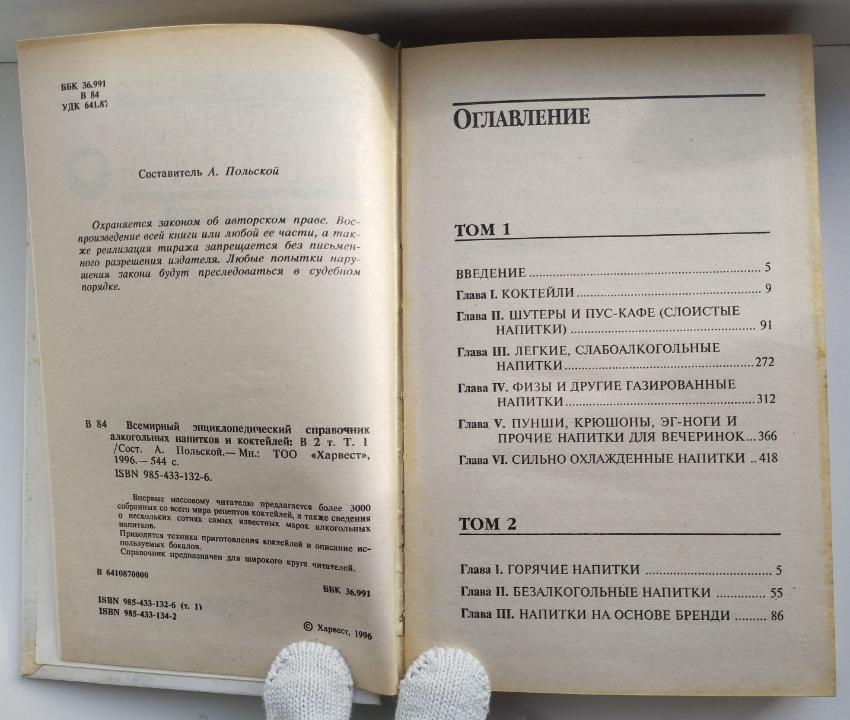 ББК 36.991
В 84
УДК 641.87
Составитель А. Польской
Охраняется законом об авторском праве. Вос-
произведение всей книги или любой ее части, а так-
же реализация тиража запрещается без письмен-
ного разрешения издателя. Любые попытки нару-
шения закона будут преследоваться в судебном
порядке.
В 84 Всемирный энциклопедический справочник
алкогольных напитков и коктейлей: В 2 т. Т. 1
/Сост. А. Польской.— Мн.: ТОО «Харвест»,
1996.— 544 с.
ISBN 985-433-132-6.
Впервые массовому читателю предлагается более 3000
собранных со всего мира рецептов коктейлей, а также сведения
о нескольких сотнях самых известных марок алкогольных
напитков.
Приводится техника приготовления коктейлей и описание ис-
пользуемых бокалов.
Справочник предназначен для широкого круга читателей.
В 6410870000
ББК 36.991
ISBN 985-433-132-6 (т. 1)
ISBN 985-433-134-2
© Харвест, 1996
ОГЛАВЛЕНИЕ
ТОМ 1
ВВЕДЕНИЕ ... 5
Глава I. КОКТЕЙЛИ ... 9
Глава II. ШУТЕРЫ И ПУС-КАФЕ (СЛОИСТЫЕ
НАПИТКИ) ... 91
Глава III. ЛЕГКИЕ, СЛАБОАЛКОГОЛЬНЫЕ
НАПИТКИ ... 272
Глава IV. ФИЗЫ И ДРУГИЕ ГАЗИРОВАННЫЕ
НАПИТКИ ... 312
Глава V. ПУНШИ, КРЮШОНЫ, ЭГ-НОГИ И
ПРОЧИЕ НАПИТКИ ДЛЯ ВЕЧЕРИНОК ... 366
Глава VI. СИЛЬНО ОХЛАЖДЕННЫЕ НАПИТКИ .. 418
ТОМ 2
Глава I. ГОРЯЧИЕ НАПИТКИ ... 5
Глава II. БЕЗАЛКОГОЛЬНЫЕ НАПИТКИ ... 55
Глава III. НАПИТКИ НА ОСНОВЕ БРЕНДИ ... 86